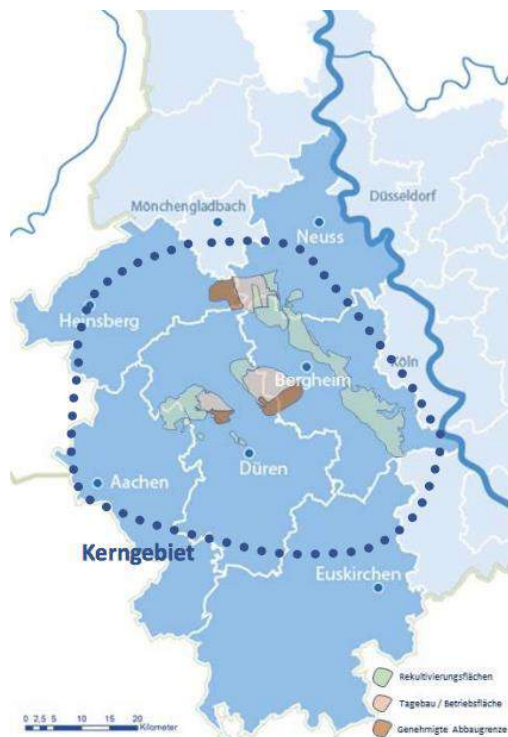 Mönchengladbach
Düsseldorf
Neuss
Heinsberg
Bergheim
Köln
Düren
Aachen
Kerngebiet
Euskirchen
Rekultivierungsflächen
Tagebau / Betriebsfläche
Genehmigte Abbaugrenze
0 2,5 5 10 15 20
Kilometer